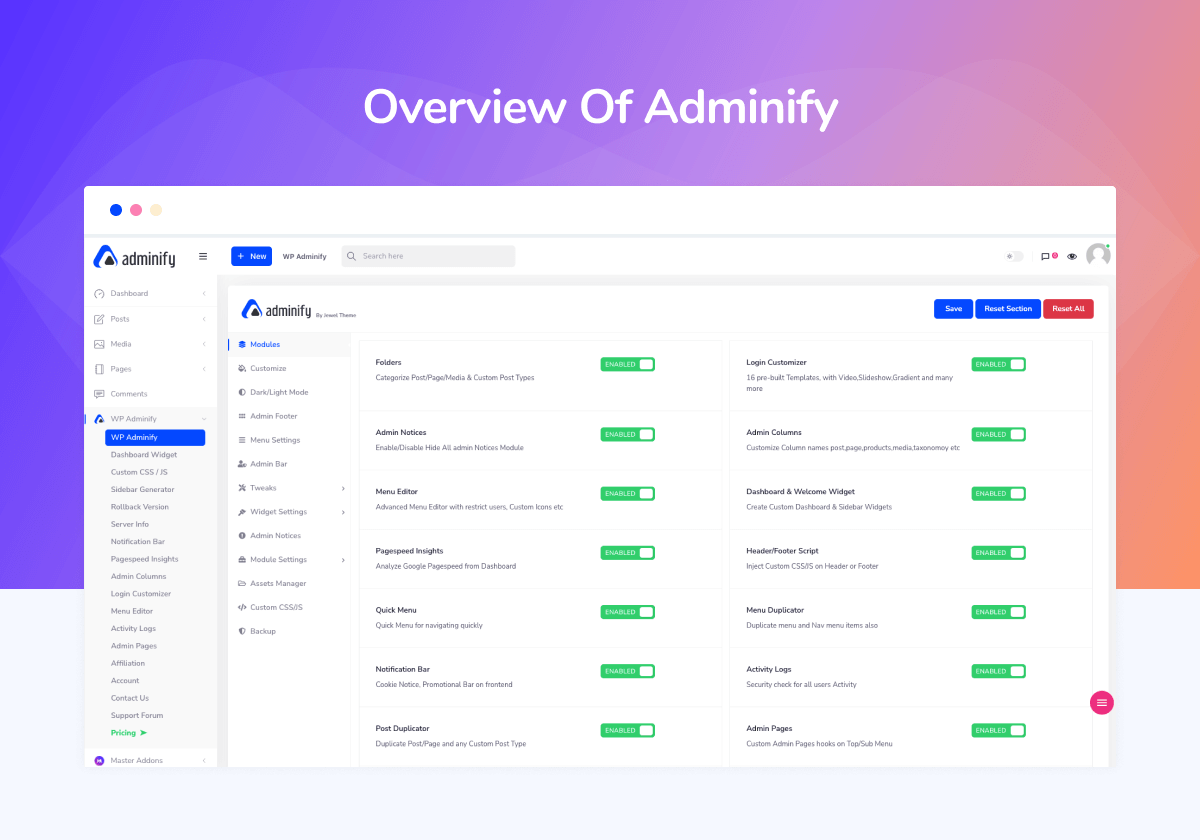 Overview Of Adminify
adminify
+ New
WP Adminify
Search here
0
Dashboard
Posts
Media
Pages
Comments
WP Adminify
WP Adminify
Dashboard Widget
Custom CSS / JS
Sidebar Generator
Rollback Version
Server Info
Notification Bar
Pagespeed Insights
Admin Columns
Login Customizer
Menu Editor
Activity Logs
Admin Pages
Affiliation
Account
Contact Us
Support Forum
Pricing ➤
Master Addons
adminify By Jewel Theme
Save
Reset Section
Reset All
Modules
Customize
Dark/Light Mode
Admin Footer
Menu Settings
Admin Bar
Tweaks
Widget Settings
Admin Notices
Module Settings
Assets Manager
Custom CSS/JS
Backup
Folders
Categorize Post/Page/Media & Custom Post Types
ENABLED
Login Customizer
16 pre-built Templates, with Video,Slideshow,Gradient and many
more
ENABLED
Admin Notices
Enable/Disable Hide All admin Notices Module
ENABLED
Admin Columns
Customize Column names post,page,products,media,taxonomoy etc
ENABLED
Menu Editor
Advanced Menu Editor with restrict users, Custom Icons etc
ENABLED
Dashboard & Welcome Widget
Create Custom Dashboard & Sidebar Widgets
ENABLED
Pagespeed Insights
Analyze Google Pagespeed from Dashboard
ENABLED
Header/Footer Script
Inject Custom CSS/JS on Header or Footer
ENABLED
Quick Menu
Quick Menu for navigating quickly
ENABLED
Menu Duplicator
Duplicate menu and Nav menu items also
ENABLED
Notification Bar
Cookie Notice, Promotional Bar on frontend
ENABLED
Activity Logs
Security check for all users Activity
ENABLED
Post Duplicator
Duplicate Post/Page and any Custom Post Type
ENABLED
Admin Pages
Custom Admin Pages hooks on Top/Sub Menu
ENABLED